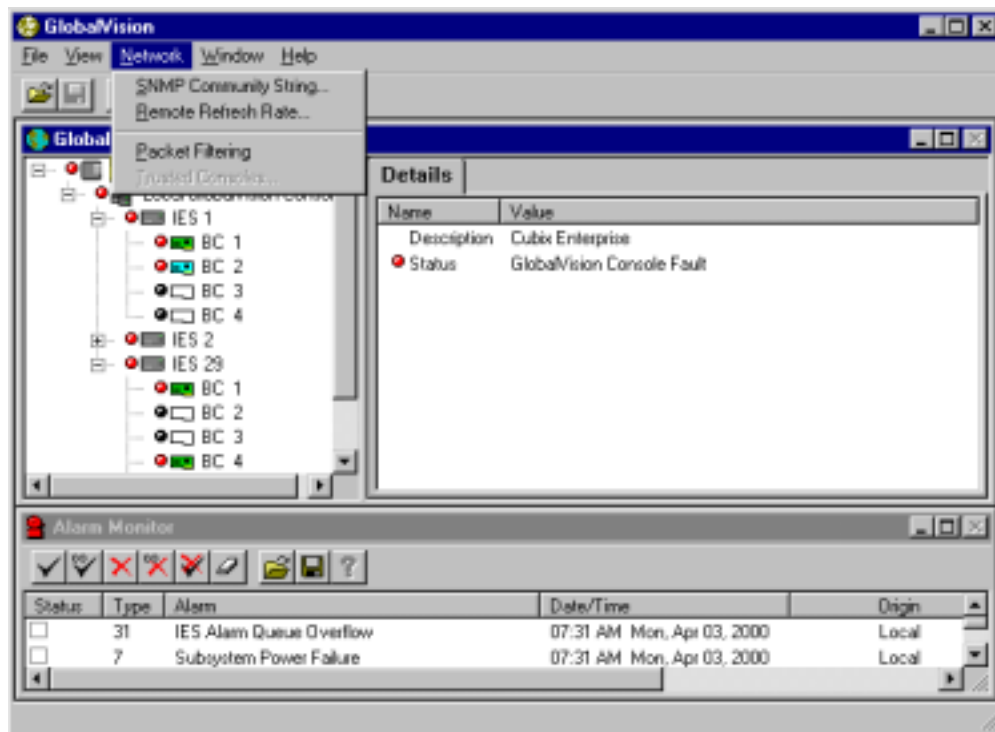 GlobalVision
File View Network Window Help
SNMP Community String...
Remote Refresh Rate...
Packet Filtering
Trusted Consoles...
Global
Details
Name Value
Description Cubix Enterprise
Status GlobalVision Console Fault
IES 1
BC 1
BC 2
BC 3
BC 4
IES 2
IES 29
BC 1
BC 2
BC 3
BC 4
Alarm Monitor
Status Type Alarm Date/Time Origin
31 IES Alarm Queue Overflow 07:31 AM Mon, Apr 03, 2000 Local
7 Subsystem Power Failure 07:31 AM Mon, Apr 03, 2000 Local